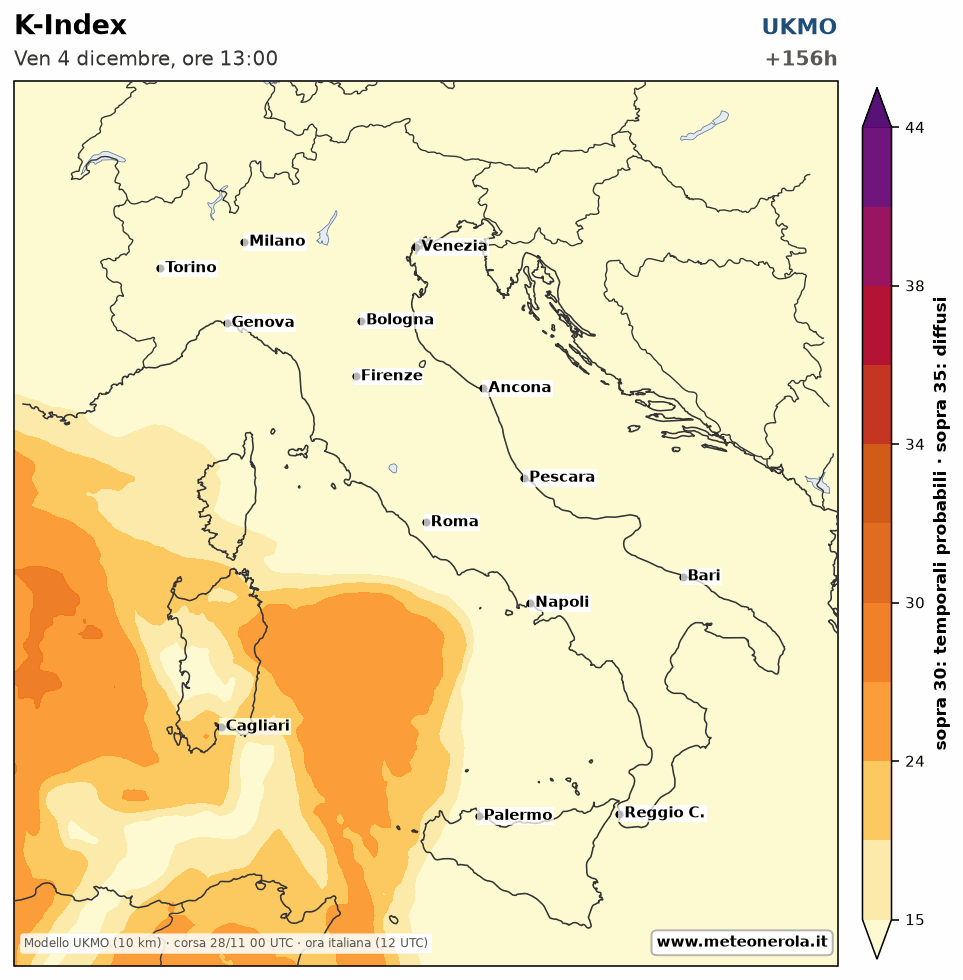 K-Index
UKMO
Ven 4 dicembre, ore 13:00
+156h
44
38
34
30
24
15
sopra 30: temporali probabili · sopra 35: diffusi
Milano
Venezia
Torino
Genova
Bologna
Firenze
Ancona
Pescara
Roma
Bari
Napoli
Cagliari
Palermo
Reggio C.
Modello UKMO (10 km) · corsa 28/11 00 UTC · ora italiana (12 UTC)
www.meteonerola.it